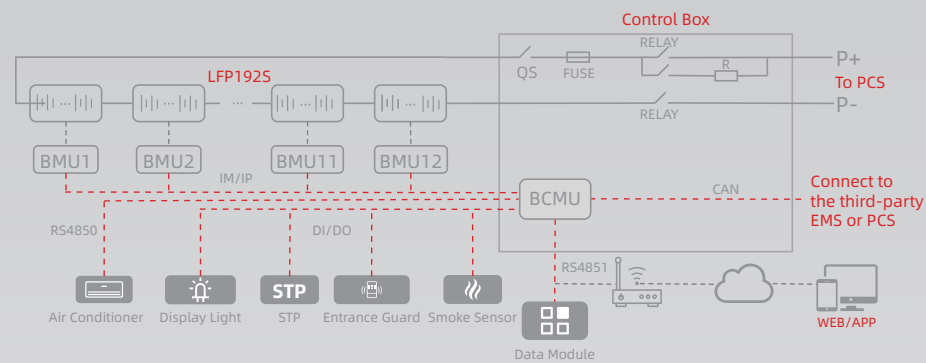 Control Box
RELAY
P+
QS
FUSE
R
LFP192S
To PCS
P-
RELAY
BMU1
BMU2
BMU11
BMU12
IM/IP
BCMU
CAN
Connect to
the third-party
EMS or PCS
RS4850
DI/DO
RS4851
STP
Air Conditioner
Display Light
STP
Entrance Guard
Smoke Sensor
WEB/APP
Data Module